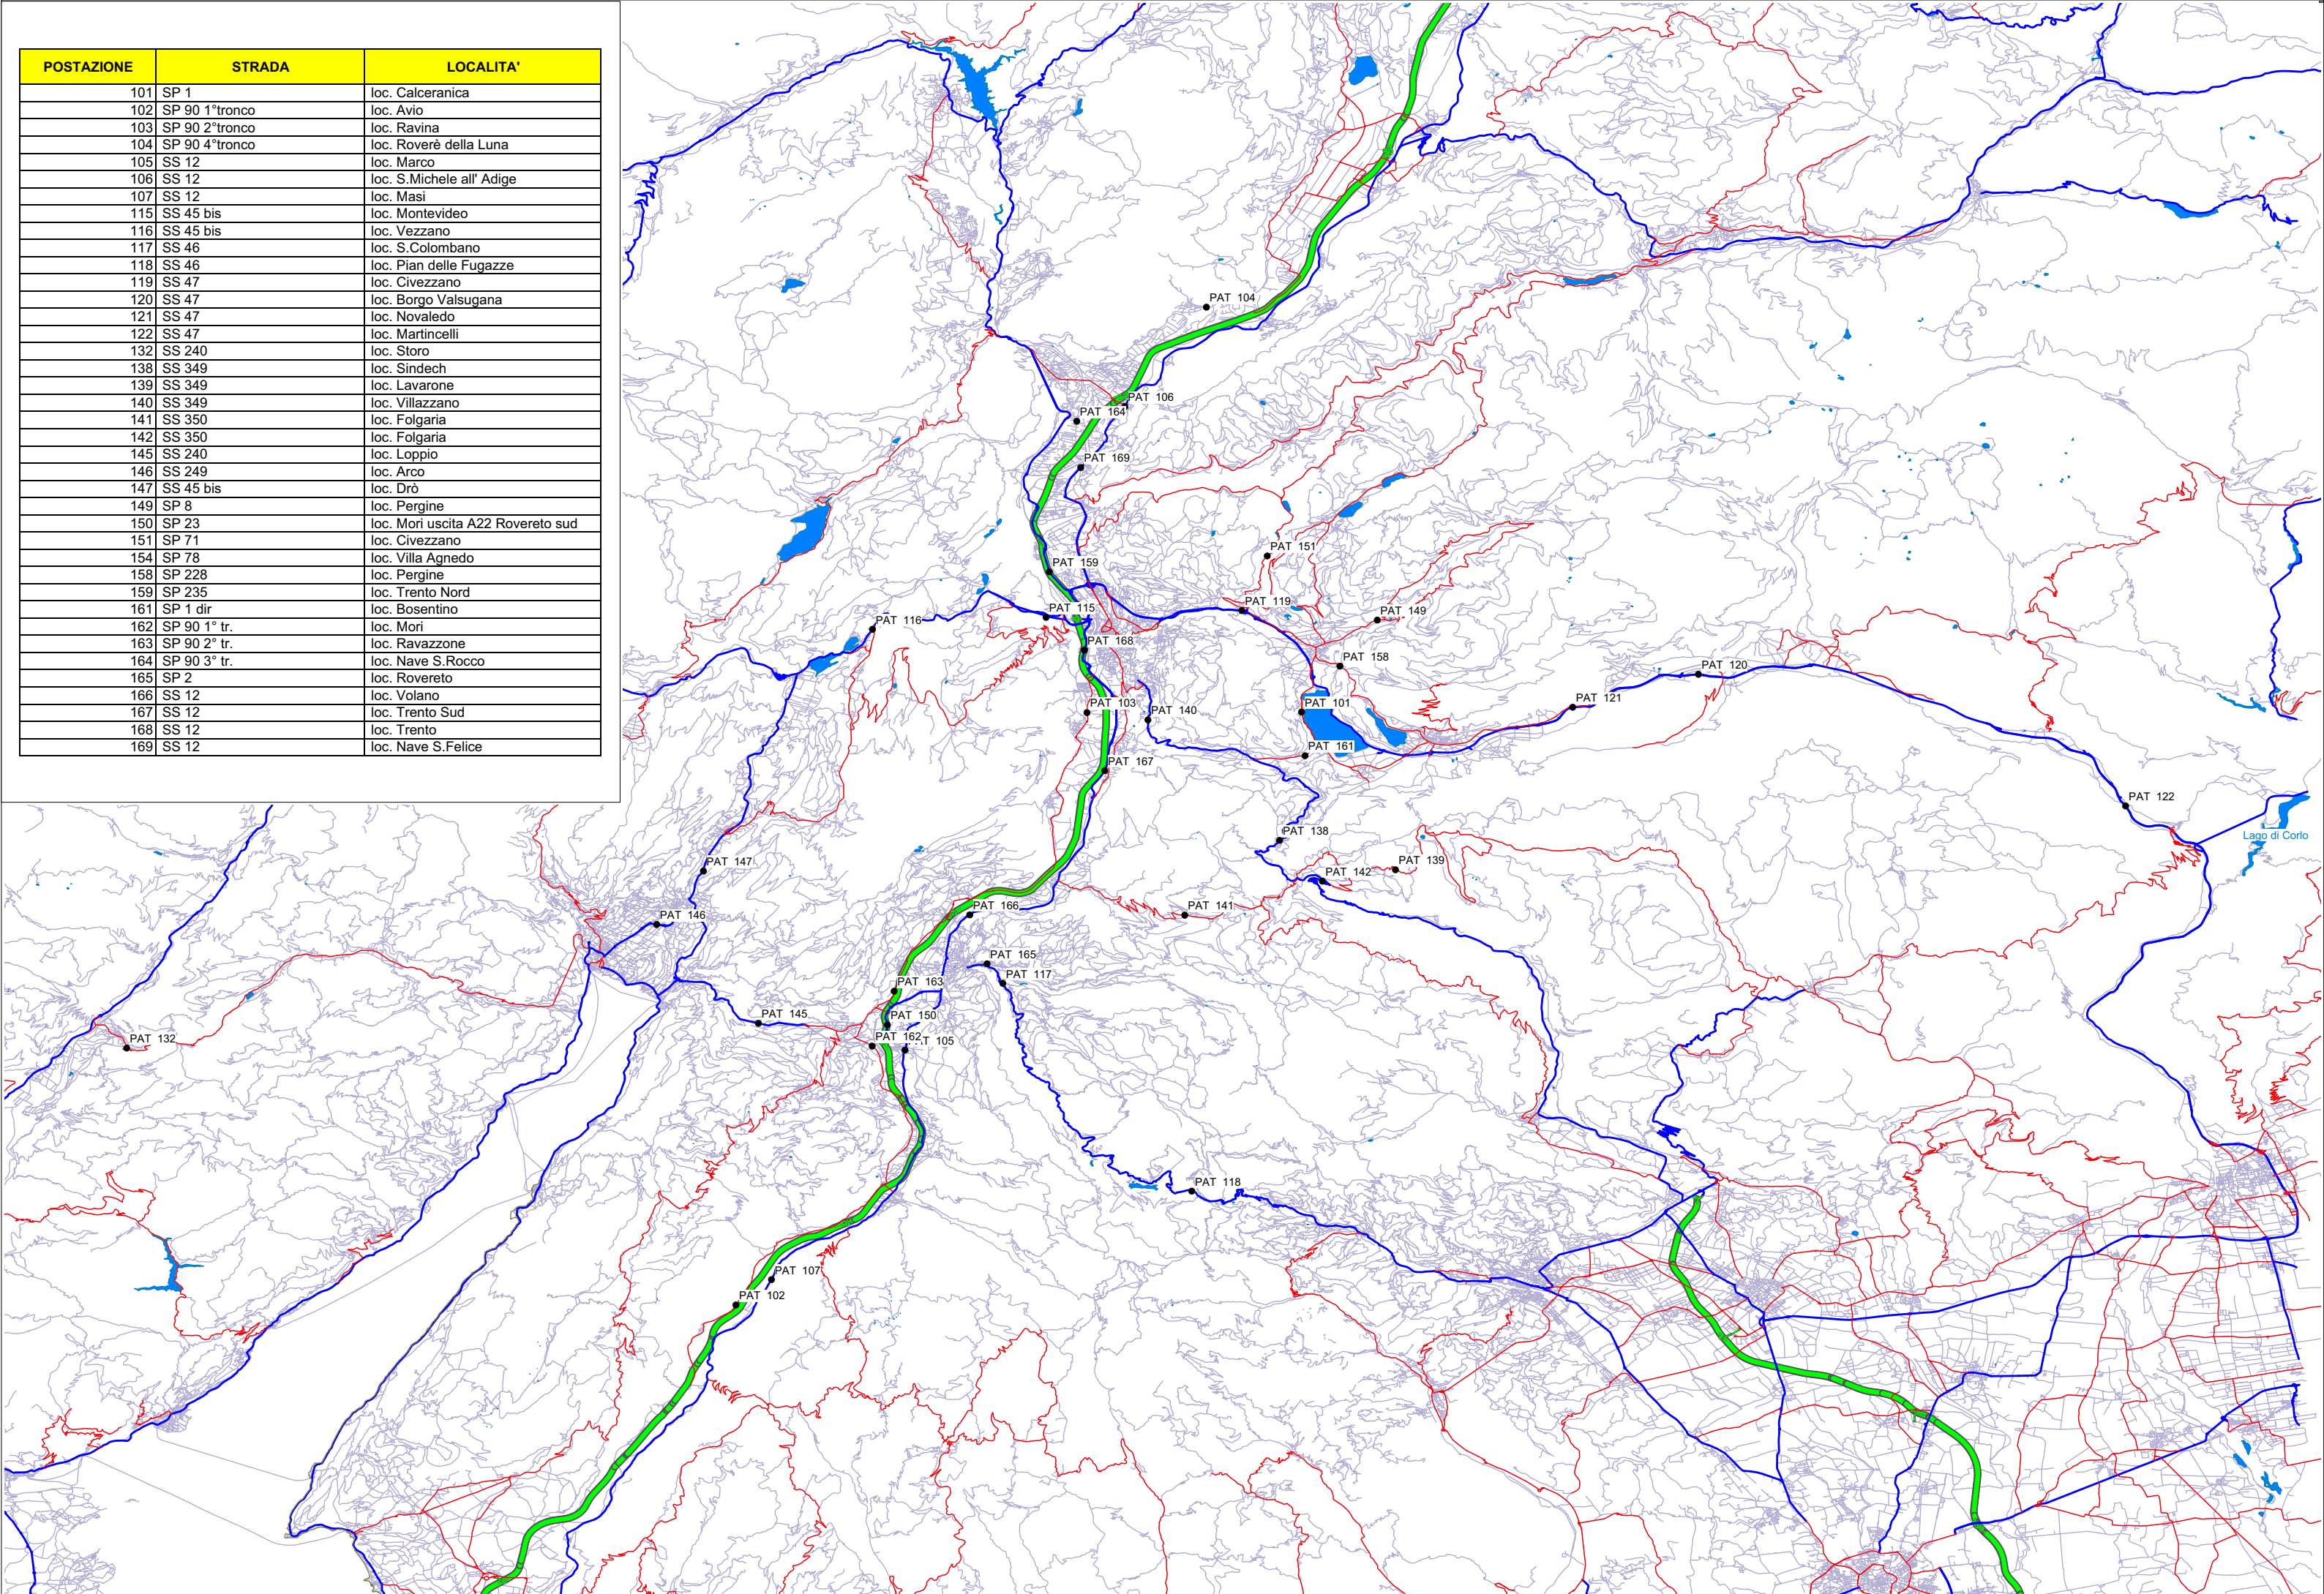 POSTAZIONE STRADA LOCALITA'
101 SP 1 loc. Calceranica
102 SP 90 1°tronco loc. Avio
103 SP 90 2°tronco loc. Ravina
104 SP 90 4°tronco loc. Roverè della Luna
105 SS 12 loc. Marco
106 SS 12 loc. S.Michele all' Adige
107 SS 12 loc. Masi
115 SS 45 bis loc. Montevideo
116 SS 45 bis loc. Vezzano
117 SS 46 loc. S.Colombano
118 SS 46 loc. Pian delle Fugazze
119 SS 47 loc. Civezzano
120 SS 47 loc. Borgo Valsugana
121 SS 47 loc. Novaledo
122 SS 47 loc. Martincelli
132 SS 240 loc. Storo
138 SS 349 loc. Sindech
139 SS 349 loc. Lavarone
140 SS 349 loc. Villazzano
141 SS 350 loc. Folgaria
142 SS 350 loc. Folgaria
145 SS 240 loc. Loppio
146 SS 249 loc. Arco
147 SS 45 bis loc. Drò
149 SP 8 loc. Pergine
150 SP 23 loc. Mori uscita A22 Rovereto sud
151 SP 71 loc. Civezzano
154 SP 78 loc. Villa Agnedo
158 SP 228 loc. Pergine
159 SP 235 loc. Trento Nord
161 SP 1 dir loc. Bosentino
162 SP 90 1° tr. loc. Mori
163 SP 90 2° tr. loc. Ravazzone
164 SP 90 3° tr. loc. Nave S.Rocco
165 SP 2 loc. Rovereto
166 SS 12 loc. Volano
167 SS 12 loc. Trento Sud
168 SS 12 loc. Trento
169 SS 12 loc. Nave S.Felice
PAT 104
PAT 106
PAT 164
PAT 169
PAT 151
PAT 159
PAT 119
PAT 115
PAT 149
PAT 116
PAT 168
PAT 158
PAT 120
PAT 121
PAT 103
PAT 140
PAT 101
PAT 161
PAT 167
PAT 122
PAT 138
Lago di Corlo
PAT 147
PAT 139
PAT 142
PAT 146
PAT 166
PAT 141
PAT 165
PAT 117
PAT 163
PAT 145
PAT 150
PAT 132
PAT 162
105
PAT 118
PAT 107
PAT 102